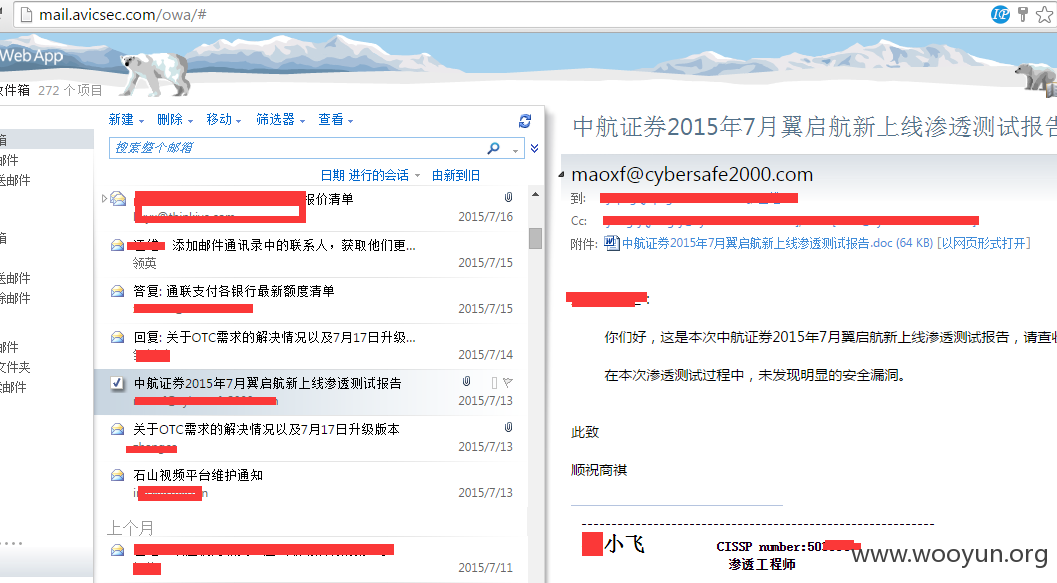 mail.avicsec.com/owa/#
Web App
件箱 272 个项目
箱
邮件
送邮件
箱
送邮件
除邮件
邮件
文件夹
邮件
新建 删除 移动 筛选器 查看
搜索整个邮箱
日期 进行的会话 由新到旧
报价清单
2015/7/16
添加邮件通讯录中的联系人，获取他们更...
领英
2015/7/15
答复: 通联支付各银行最新额度清单
2015/7/15
回复: 关于OTC需求的解决情况以及7月17日升级...
2015/7/14
中航证券2015年7月翼启航新上线渗透测试报告
2015/7/13
关于OTC需求的解决情况以及7月17日升级版本
2015/7/13
石山视频平台维护通知
2015/7/13
上个月
2015/7/11
中航证券2015年7月翼启航新上线渗透测试报告
maoxf@cybersafe2000.com
到:
Cc:
附件: 中航证券2015年7月翼启航新上线渗透测试报告.doc (64 KB) [以网页形式打开]
:
你们好，这是本次中航证券2015年7月翼启航新上线渗透测试报告，请查收
在本次渗透测试过程中，未发现明显的安全漏洞。
此致
顺祝商祺
小飞 CISSP number:50
渗透工程师
www.wooyun.org